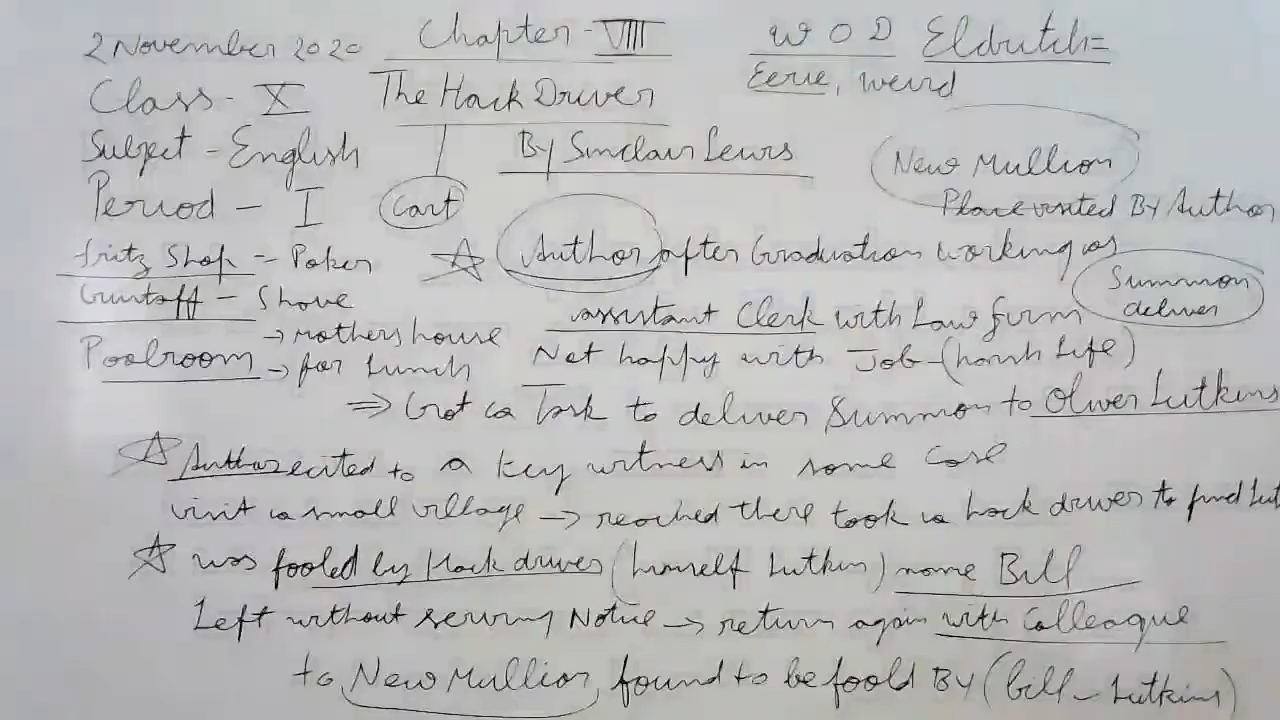 2 November 2020
Chapter - VIII
W O D Eldritch=
Eerie, weird
Class - X
The Hack Driver
Subject - English
By Sinclair Lewis
New Mullion
Period - I
Cart
Place visited By Author
Fritz Shop - Poker
Author after Graduation working as
Gustaff - Shave
Summon deliver
assistant Clerk with Law firm
Poolroom → mothers house
→ for lunch
Not happy with Job - (harsh life)
⇒ Got a Task to deliver Summon to Oliver Lutkins
☆ Author excited to a key witness in some case
visit a small village → reached there took a hack driver to find Lut
☆ was fooled by Hack driver (himself Lutkin) name Bill
Left without serving Notice → return again with Colleague
to New Mullion, found to be foold By (bill - Lutkins)